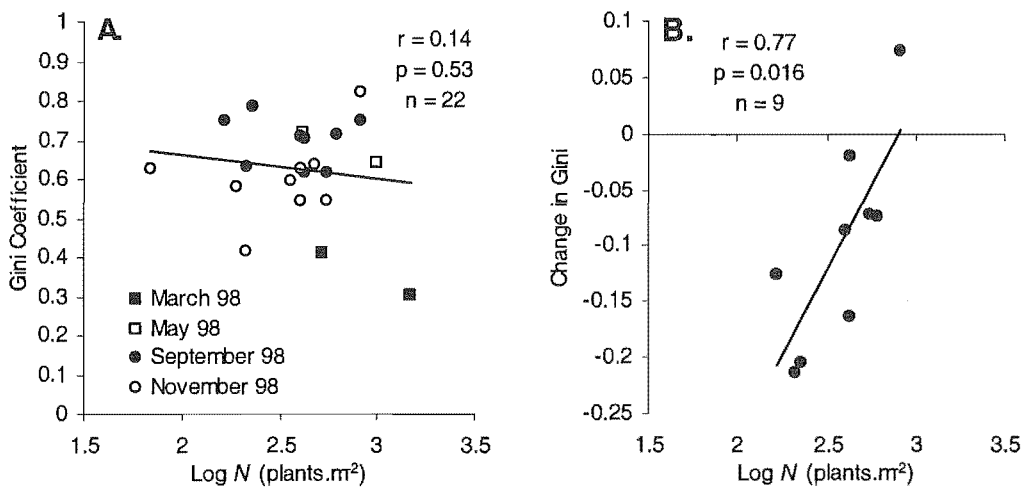 A.
r = 0.14
p = 0.53
n = 22
1
0.9
0.8
0.7
0.6
0.5
0.4
0.3
0.2
0.1
0
Gini Coefficient
March 98
May 98
September 98
November 98
1.5 2 2.5 3 3.5
Log N (plants.m²)
B.
r = 0.77
p = 0.016
n = 9
0.1
0.05
0
-0.05
-0.1
-0.15
-0.2
-0.25
Change in Gini
1.5 2 2.5 3 3.5
Log N (plants.m²)